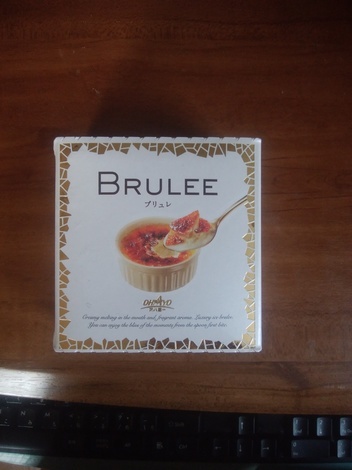 BRULEE
ブリュレ
OHAYO
Creamy melting in the mouth and fragrant aroma. Luxury ice brulee.
You can enjoy the bliss of the moments from the spoon first bite.